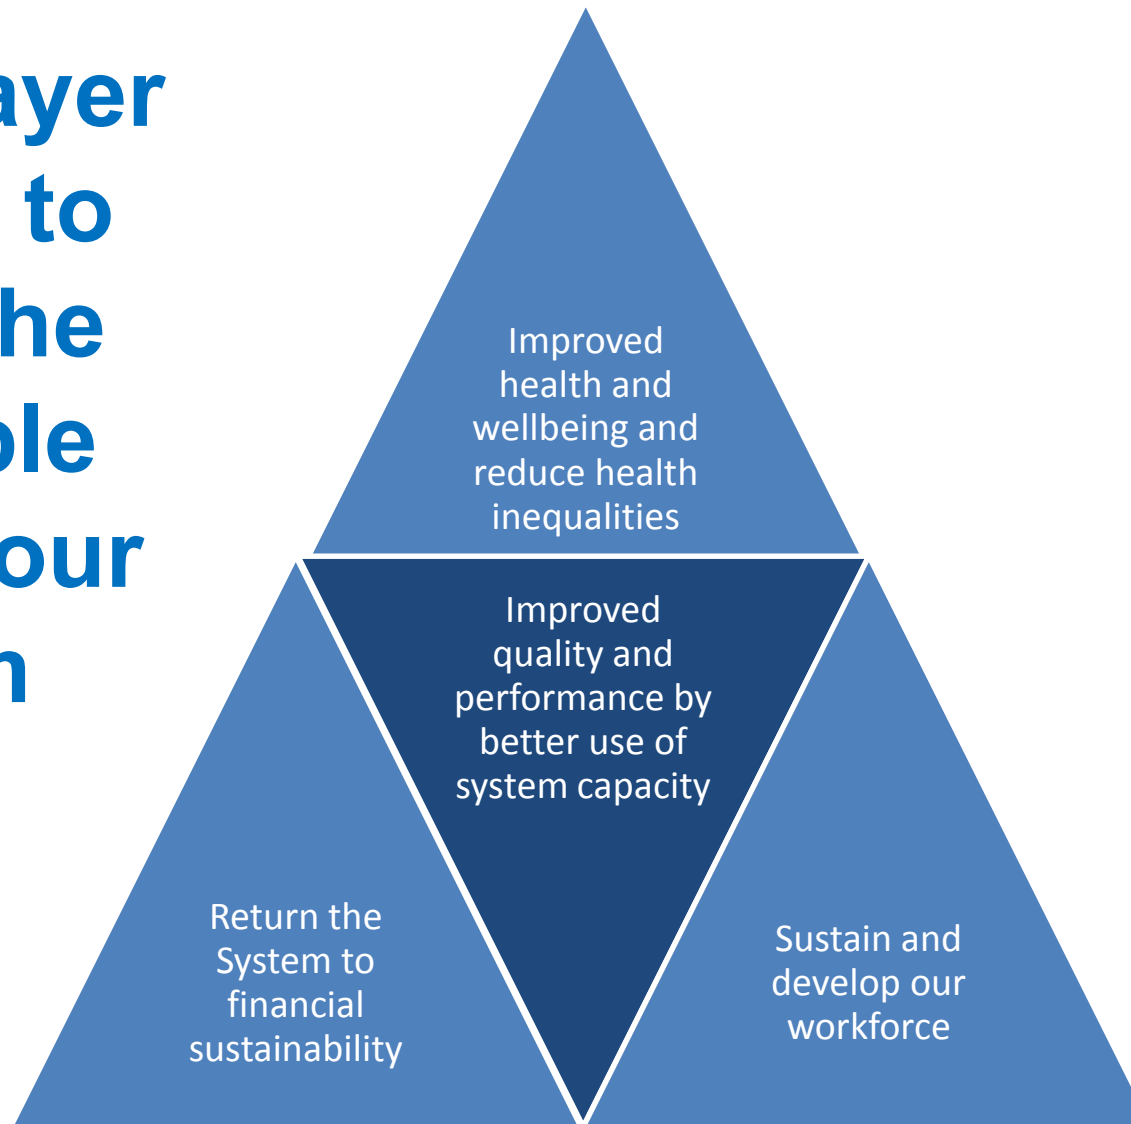 ayer
to
he
ble
our
n
Improved
health and
wellbeing and
reduce health
inequalities
Improved
quality and
performance by
better use of
system capacity
Return the
System to
financial
sustainability
Sustain and
develop our
workforce